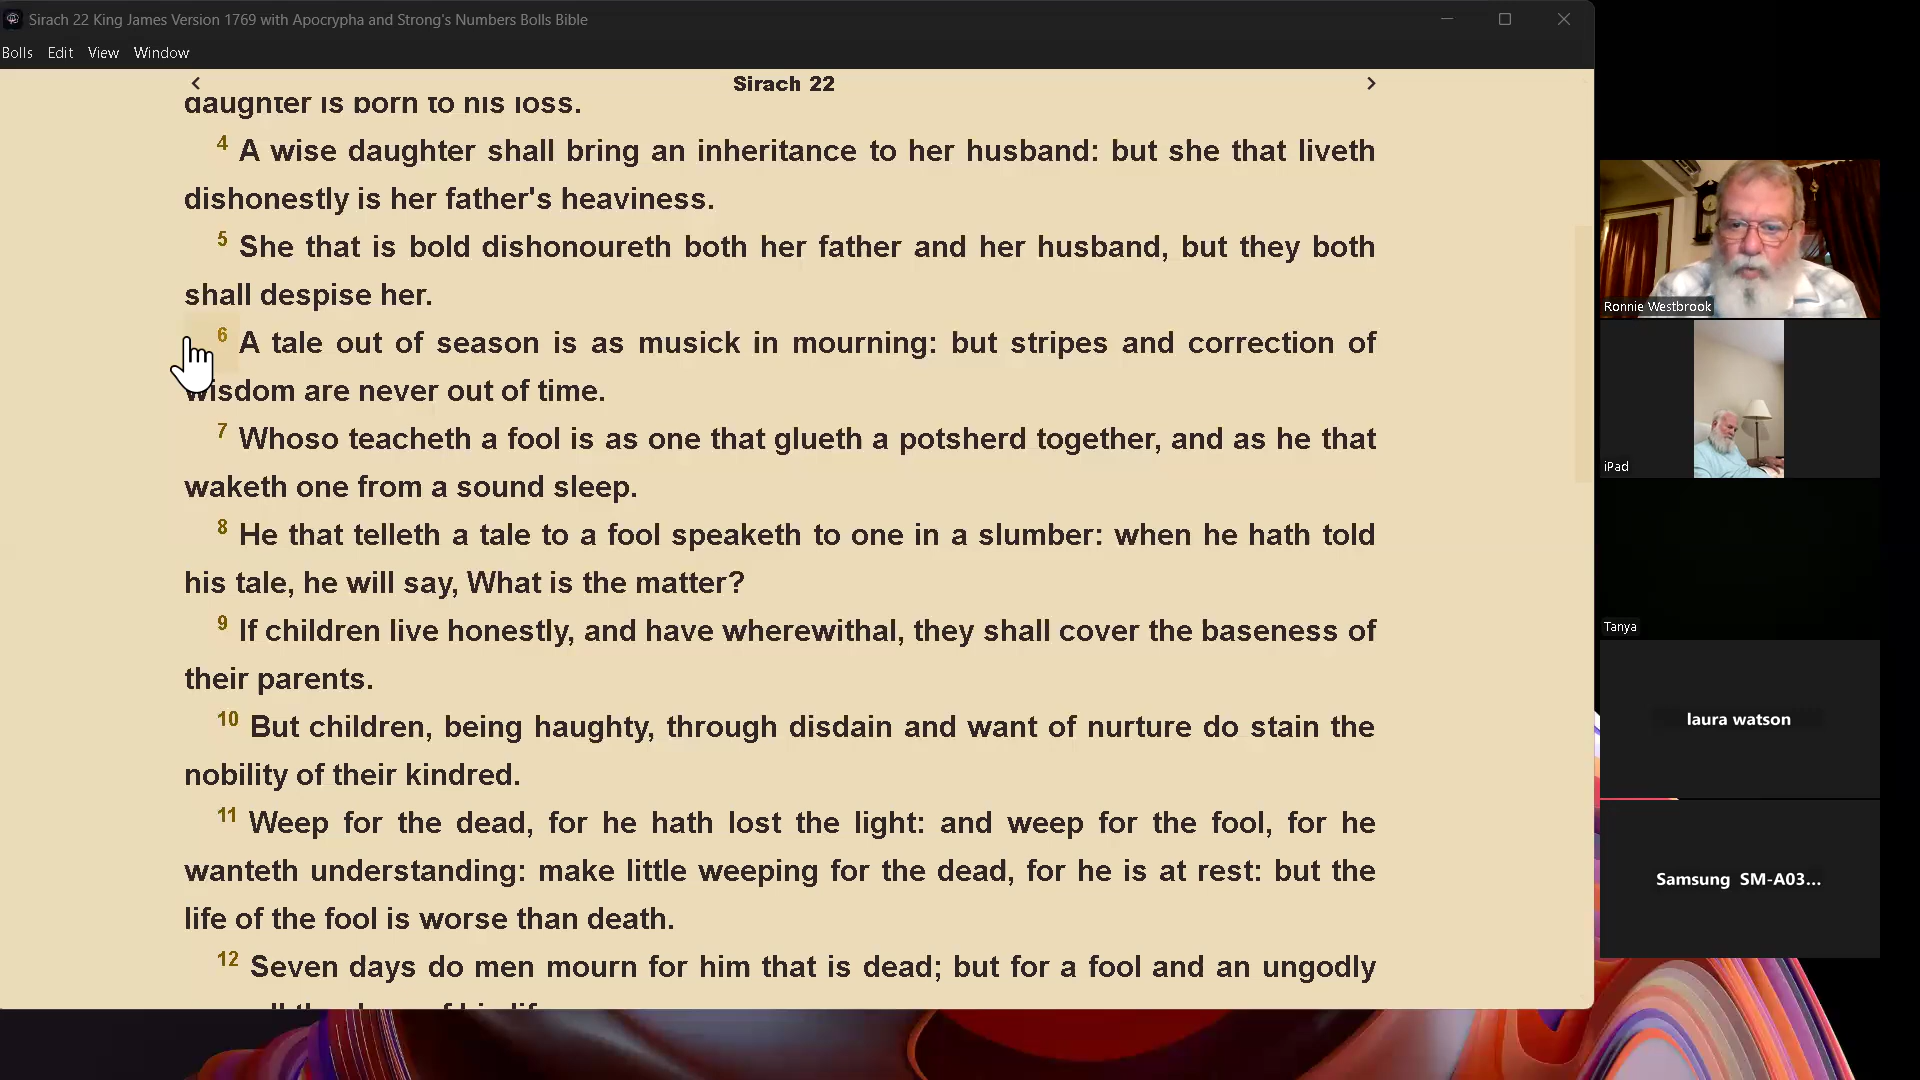 Sirach 22 King James Version 1769 with Apocrypha and Strong's Numbers Bolls Bible
Bolls Edit View Window
Sirach 22
daughter is born to his loss.
4 A wise daughter shall bring an inheritance to her husband: but she that liveth
dishonestly is her father's heaviness.
5 She that is bold dishonoureth both her father and her husband, but they both
shall despise her.
6 A tale out of season is as musick in mourning: but stripes and correction of
wisdom are never out of time.
7 Whoso teacheth a fool is as one that glueth a potsherd together, and as he that
waketh one from a sound sleep.
8 He that telleth a tale to a fool speaketh to one in a slumber: when he hath told
his tale, he will say, What is the matter?
9 If children live honestly, and have wherewithal, they shall cover the baseness of
their parents.
10 But children, being haughty, through disdain and want of nurture do stain the
nobility of their kindred.
11 Weep for the dead, for he hath lost the light: and weep for the fool, for he
wanteth understanding: make little weeping for the dead, for he is at rest: but the
life of the fool is worse than death.
12 Seven days do men mourn for him that is dead; but for a fool and an ungodly
Ronnie Westbrook
iPad
Tanya
laura watson
Samsung SM-A03...